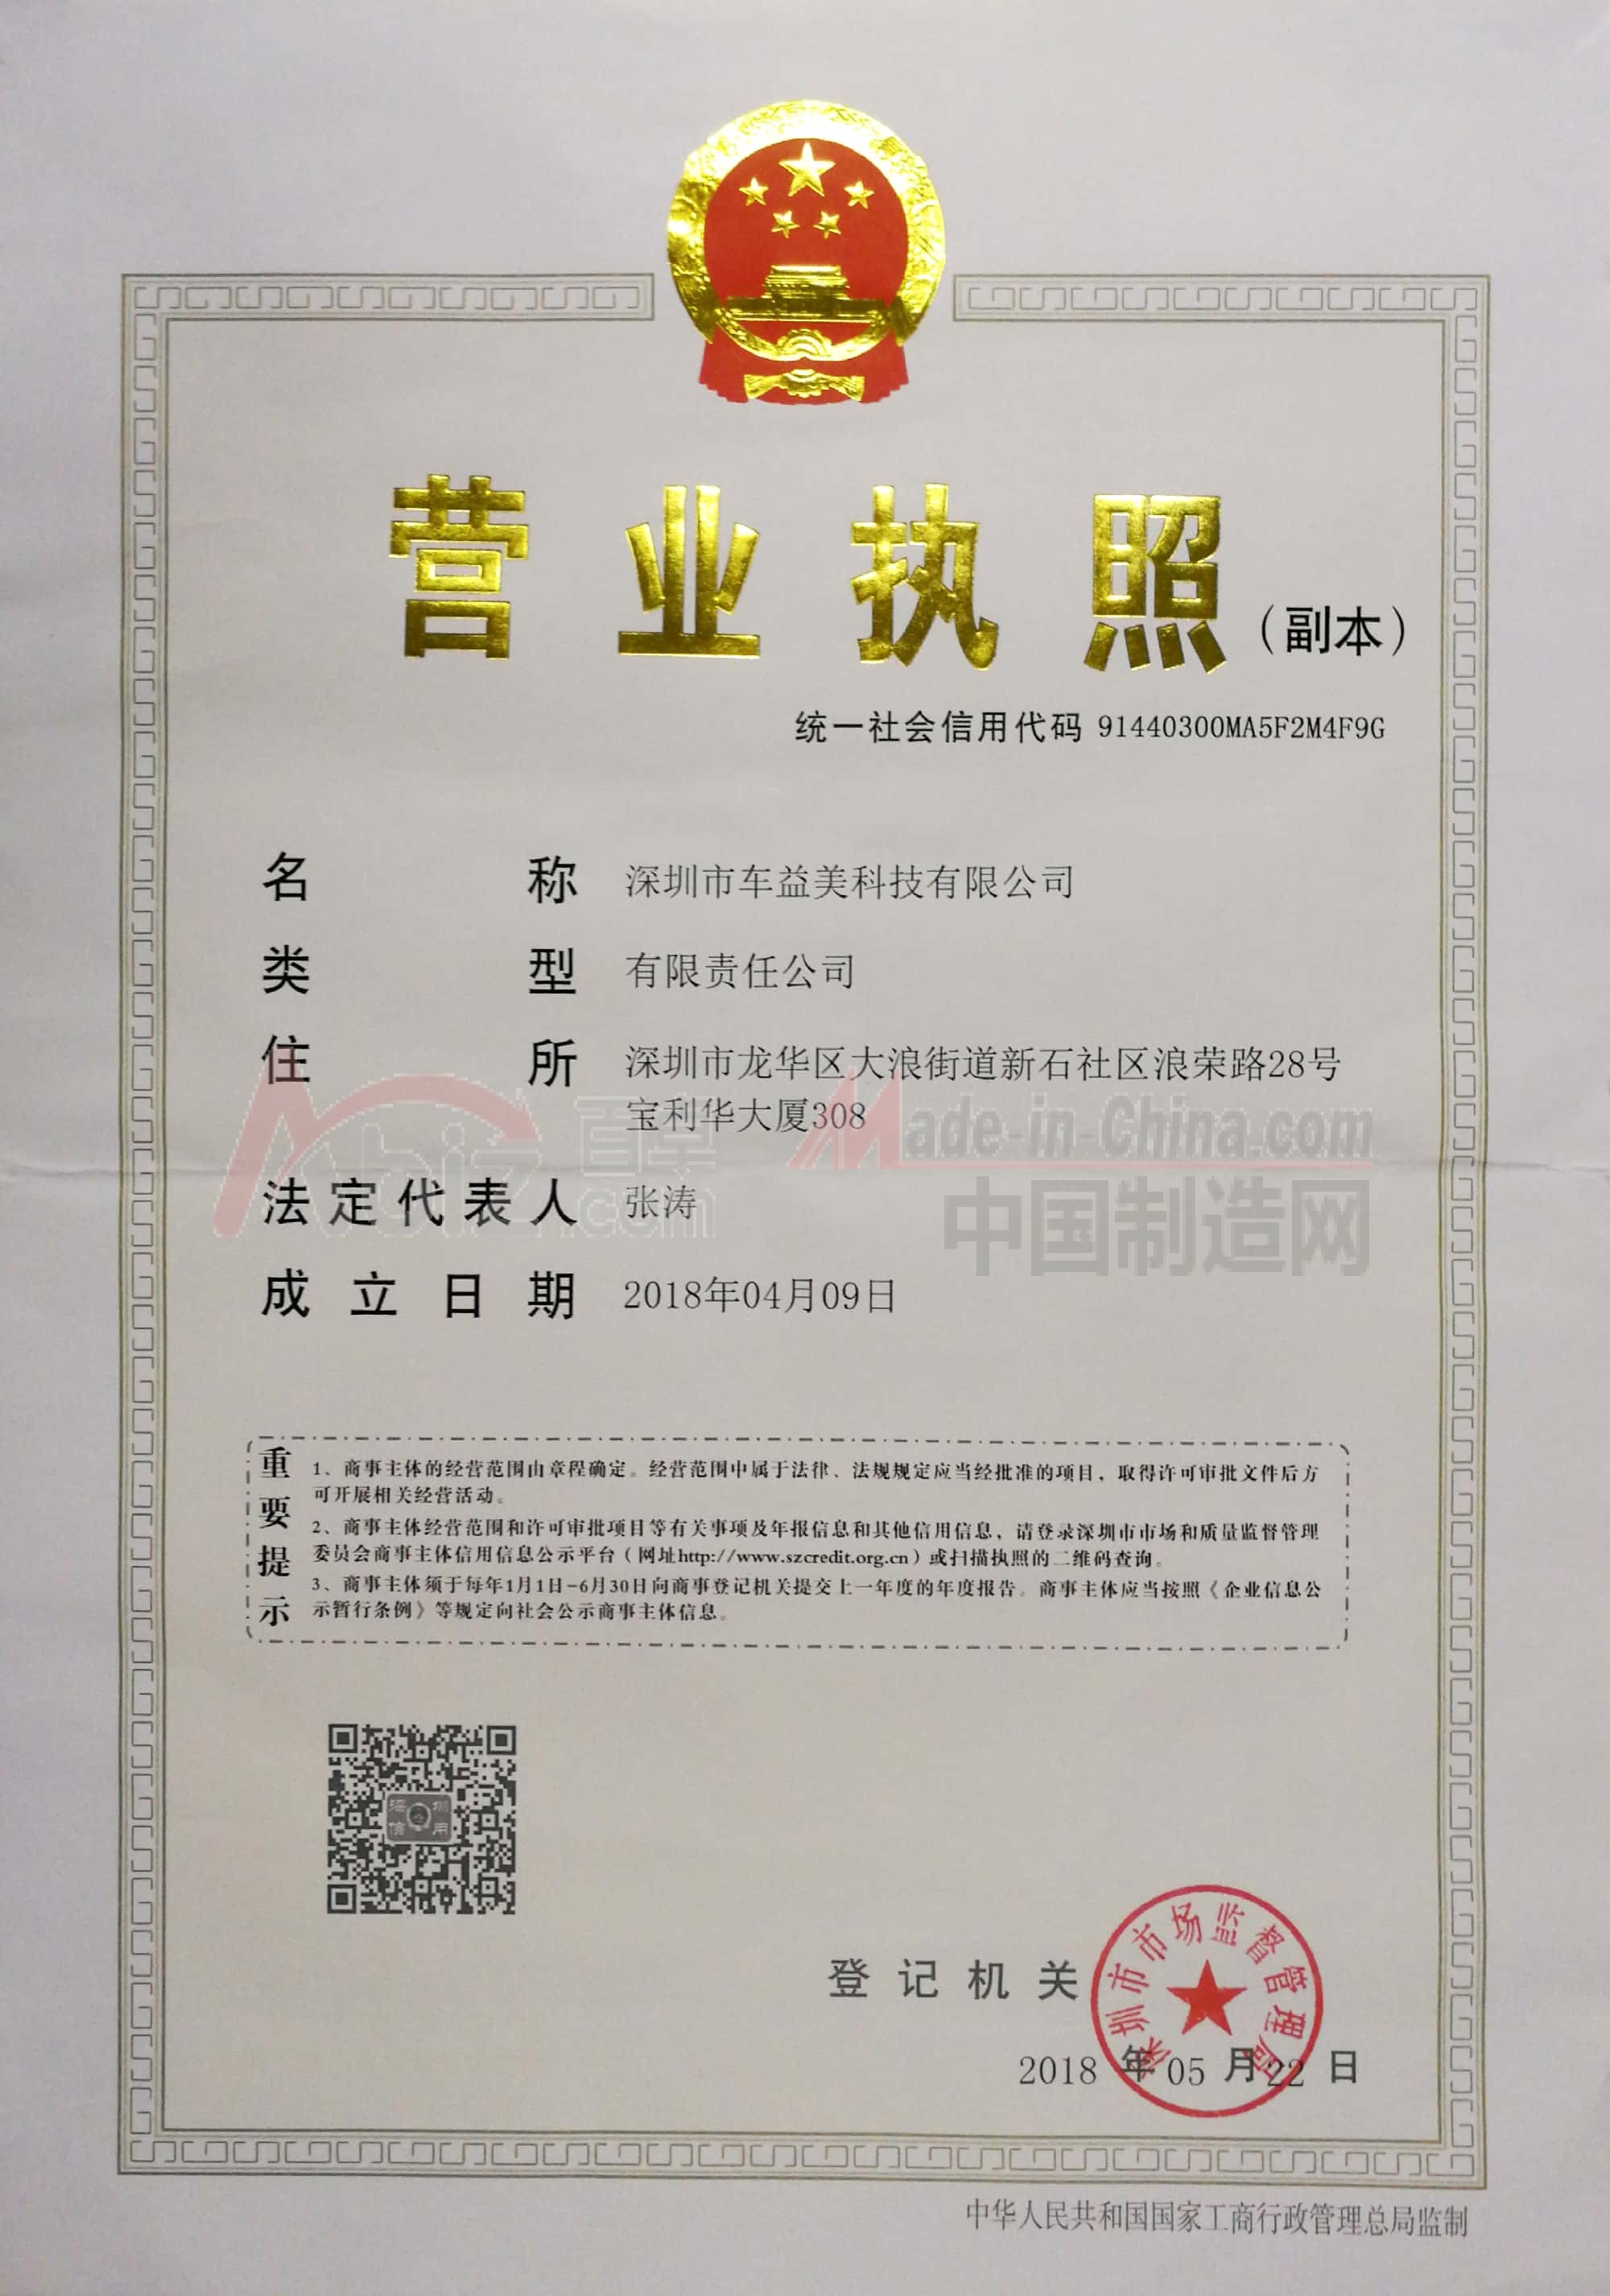 营业执照（副本）
统一社会信用代码 91440300MA5F2M4F9G
名称 深圳市车益美科技有限公司
类型 有限责任公司
住所 深圳市龙华区大浪街道新石社区浪荣路28号
宝利华大厦308
Abiz 百卓
.com
Made-in-China.com
中国制造网
法定代表人 张涛
成立日期 2018年04月09日
重要提示
1、商事主体的经营范围由章程确定。经营范围中属于法律、法规规定应当经批准的项目，取得许可审批文件后方
可开展相关经营活动。
2、商事主体经营范围和许可审批项目等有关事项及年报信息和其他信用信息，请登录深圳市市场和质量监督管理
委员会商事主体信用信息公示平台（网址http://www.szcredit.org.cn）或扫描执照的二维码查询。
3、商事主体须于每年1月1日-6月30日向商事登记机关提交上一年度的年度报告。商事主体应当按照《企业信息公
示暂行条例》等规定向社会公示商事主体信息。
深圳
信用
登记机关
深圳市市场监督管理局
2018 年 05 月 22 日
中华人民共和国国家工商行政管理总局监制